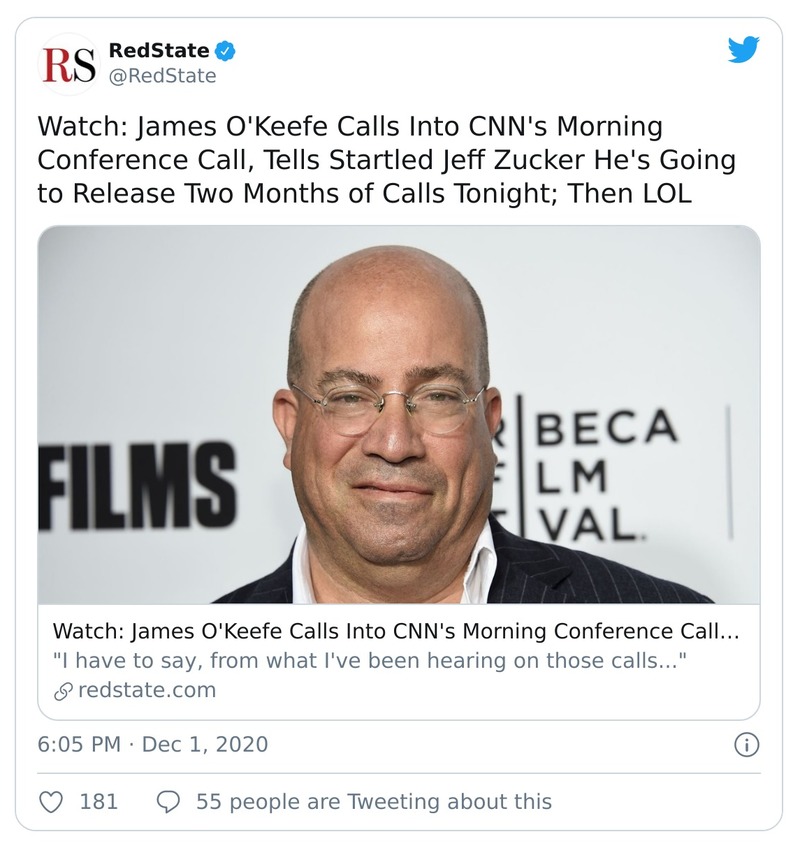 RS
RedState
@RedState
Watch: James O'Keefe Calls Into CNN's Morning
Conference Call, Tells Startled Jeff Zucker He's Going
to Release Two Months of Calls Tonight; Then LOL
FILMS
R BECA
F LM
T VAL.
Watch: James O'Keefe Calls Into CNN's Morning Conference Call...
"I have to say, from what I've been hearing on those calls..."
redstate.com
6:05 PM · Dec 1, 2020
181
55 people are Tweeting about this